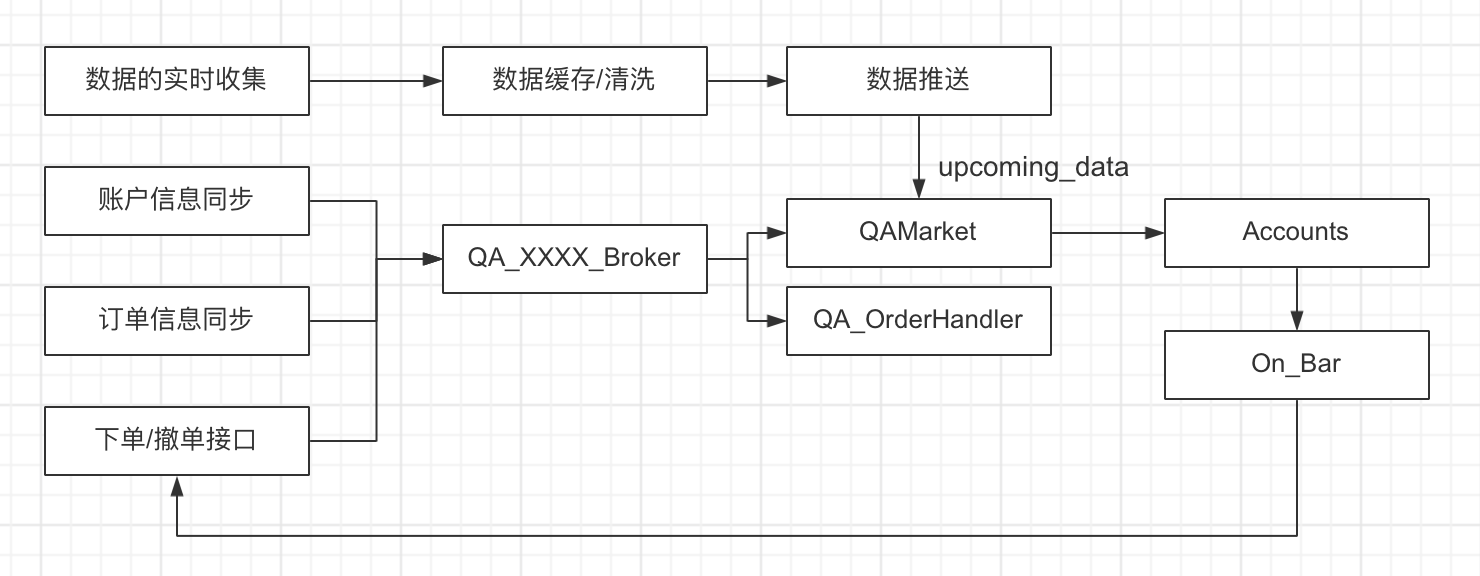 数据的实时收集
数据缓存/清洗
数据推送
upcoming_data
账户信息同步
QA_XXXX_Broker
QAMarket
Accounts
订单信息同步
QA_OrderHandler
On_Bar
下单/撤单接口